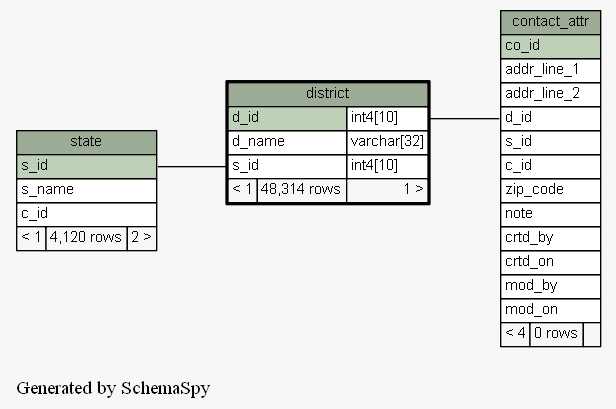 state
s_id
s_name
c_id
< 1 4,120 rows 2 >
district
d_id int4[10]
d_name varchar[32]
s_id int4[10]
< 1 48,314 rows 1 >
contact_attr
co_id
addr_line_1
addr_line_2
d_id
s_id
c_id
zip_code
note
crtd_by
crtd_on
mod_by
mod_on
< 4 0 rows
Generated by SchemaSpy